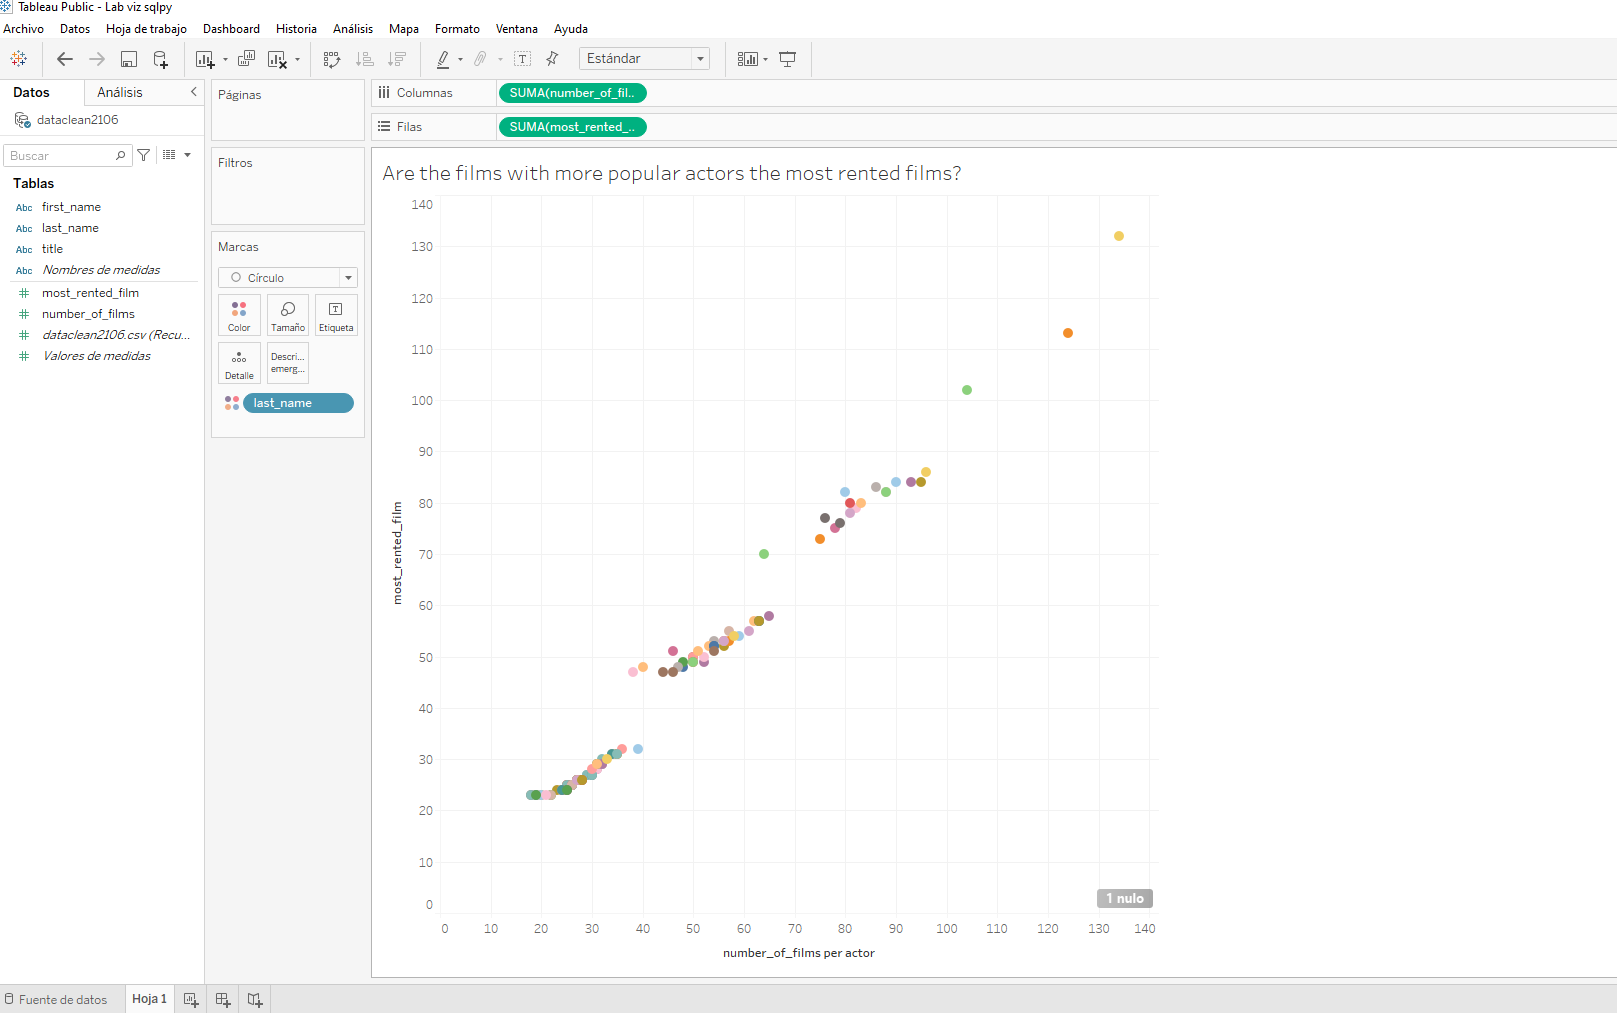 Tableau Public - Lab viz sqlpy
Archivo Datos Hoja de trabajo Dashboard Historia Análisis Mapa Formato Ventana Ayuda
Estándar
Datos Análisis
dataclean2106
Buscar
Tablas
Abc first_name
Abc last_name
Abc title
Abc Nombres de medidas
most_rented_film
number_of_films
dataclean2106.csv (Recu...
Valores de medidas
Páginas
Filtros
Marcas
Círculo
Color Tamaño Etiqueta
Detalle Descri... emerg...
last_name
Columnas SUMA(number_of_fil..
Filas SUMA(most_rented_..
Are the films with more popular actors the most rented films?
140
130
120
110
100
90
80
70
60
50
40
30
20
10
0
most_rented_film
1 nulo
0 10 20 30 40 50 60 70 80 90 100 110 120 130 140
number_of_films per actor
Fuente de datos Hoja 1